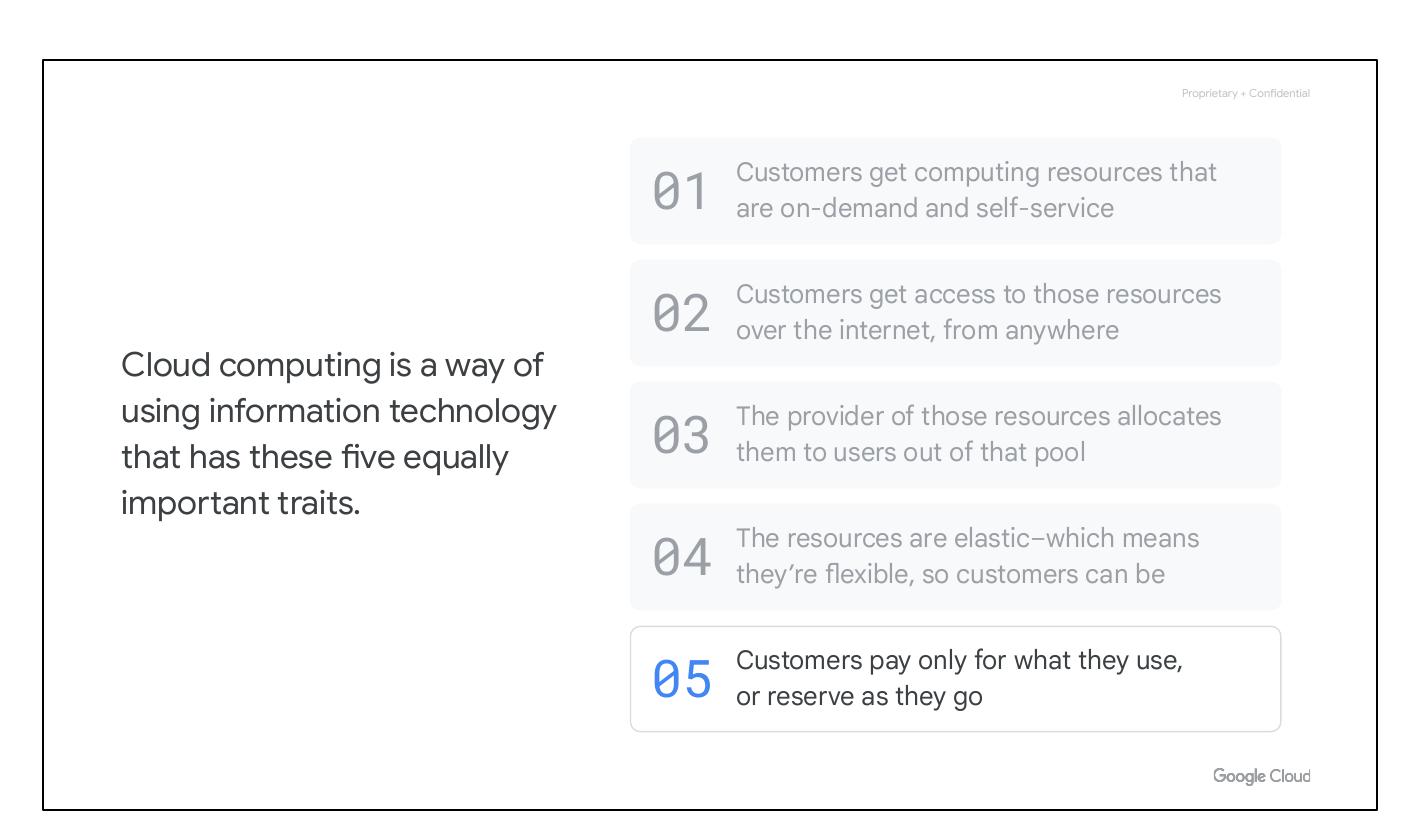 Proprietary + Confidential
Cloud computing is a way of
using information technology
that has these five equally
important traits.
01
Customers get computing resources that
are on-demand and self-service
02
Customers get access to those resources
over the internet, from anywhere
03
The provider of those resources allocates
them to users out of that pool
04
The resources are elastic–which means
they’re flexible, so customers can be
05
Customers pay only for what they use,
or reserve as they go
Google Cloud